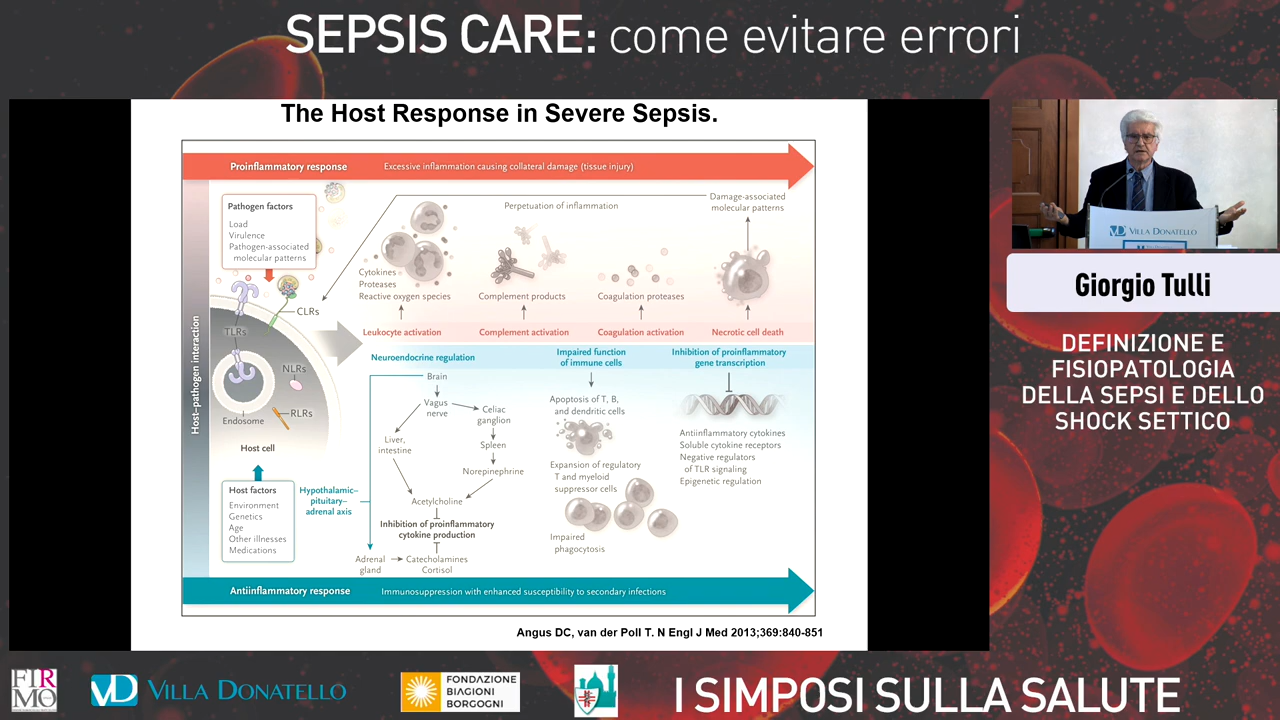 SEPSIS CARE: come evitare errori
The Host Response in Severe Sepsis.
Proinflammatory response
Excessive inflammation causing collateral damage (tissue injury)
Host–pathogen interaction
Pathogen factors
Load
Virulence
Pathogen-associated
molecular patterns
TLRs
CLRs
NLRs
RLRs
Endosome
Host cell
Host factors
Environment
Genetics
Age
Other illnesses
Medications
Perpetuation of inflammation
Damage-associated
molecular patterns
Cytokines
Proteases
Reactive oxygen species
Complement products
Coagulation proteases
Leukocyte activation
Complement activation
Coagulation activation
Necrotic cell death
Neuroendocrine regulation
Brain
Vagus
nerve
Celiac
ganglion
Liver,
intestine
Spleen
Norepinephrine
Acetylcholine
Hypothalamic–
pituitary–
adrenal axis
Inhibition of proinflammatory
cytokine production
Adrenal
gland
Catecholamines
Cortisol
Impaired function
of immune cells
Apoptosis of T, B,
and dendritic cells
Expansion of regulatory
T and myeloid
suppressor cells
Impaired
phagocytosis
Inhibition of proinflammatory
gene transcription
Antiinflammatory cytokines
Soluble cytokine receptors
Negative regulators
of TLR signaling
Epigenetic regulation
Antiinflammatory response
Immunosuppression with enhanced susceptibility to secondary infections
Angus DC, van der Poll T. N Engl J Med 2013;369:840-851
VD VILLA DONATELLO
Giorgio Tulli
DEFINIZIONE E
FISIOPATOLOGIA
DELLA SEPSI E DELLO
SHOCK SETTICO
FIR
MO
VD VILLA DONATELLO
FONDAZIONE
BIAGIONI
BORGOGNI
I SIMPOSI SULLA SALUTE